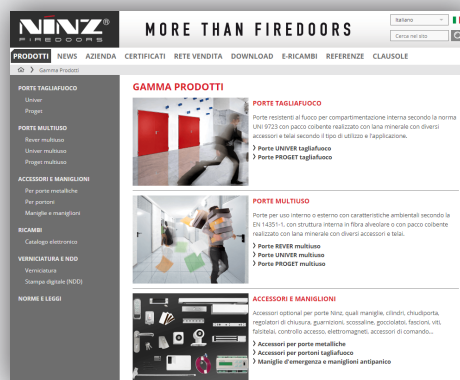 NINZ®
FIREDOORS
MORE THAN FIREDOORS
Italiano
Cerca nel sito
PRODOTTI NEWS AZIENDA CERTIFICATI RETE VENDITA DOWNLOAD E-RICAMBI REFERENZE CLAUSOLE
Gamma Prodotti
PORTE TAGLIAFUOCO
Univer
Proget
PORTE MULTIUSO
Rever multiuso
Univer multiuso
Proget multiuso
ACCESSORI E MANIGLIONI
Per porte metalliche
Per portoni
Maniglie e maniglioni
RICAMBI
Catalogo elettronico
VERNICIATURA E NDD
Verniciatura
Stampa digitale (NDD)
NORME E LEGGI
GAMMA PRODOTTI
PORTE TAGLIAFUOCO
Porte resistenti al fuoco per compartimentazione interna secondo la norma
UNI 9723 con pacco coibente realizzato con lana minerale con diversi
accessori e telai secondo il tipo di utilizzo e l'applicazione.
Porte UNIVER tagliafuoco
Porte PROGET tagliafuoco
PORTE MULTIUSO
Porte per uso interno o esterno con caratteristiche ambientali secondo la
EN 14351-1, con struttura interna in fibra alveolare o con pacco coibente
realizzato con lana minerale con diversi accessori e telai.
Porte REVER multiuso
Porte UNIVER multiuso
Porte PROGET multiuso
ACCESSORI E MANIGLIONI
Accessori optional per porte Ninz, quali maniglie, cilindri, chiudiporta,
regolatori di chiusura, guarnizioni, scossaline, gocciolatoi, fascioni, viti,
falsitelai, controllo accesso, elettromagneti, accessori di comando...
Accessori per porte metalliche
Accessori per portoni tagliafuoco
Maniglie d'emergenza e maniglioni antipanico